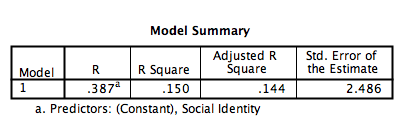 Model Summary
Model R R Square Adjusted R Square Std. Error of the Estimate
1 .387a .150 .144 2.486
a. Predictors: (Constant), Social Identity